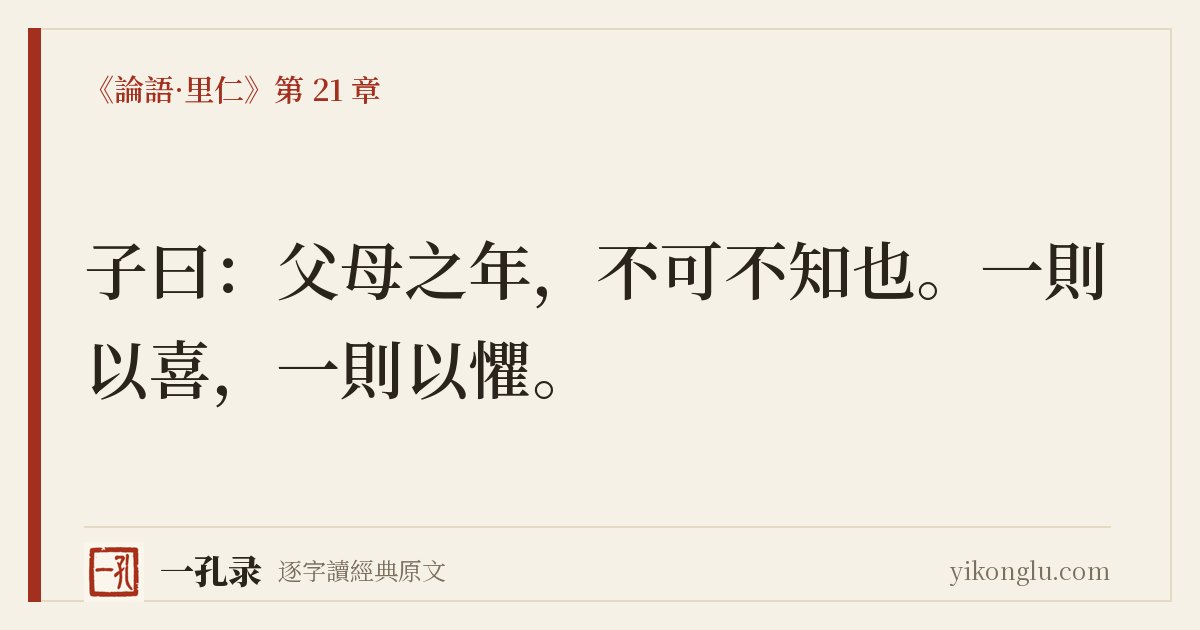 《論語·里仁》第 21 章
子曰：父母之年，不可不知也。一則
以喜，一則以懼。
一孔
一孔录 逐字讀經典原文
yikonglu.com